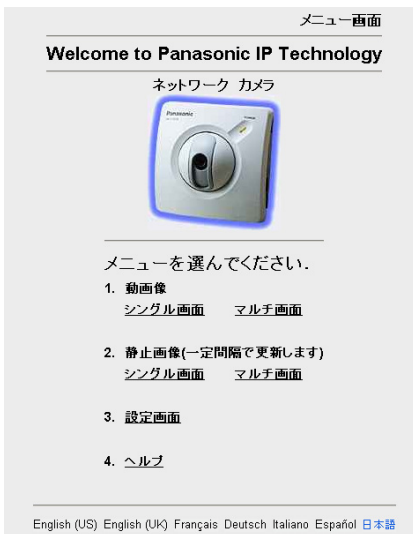 メニュー画面
Welcome to Panasonic IP Technology
ネットワーク カメラ
Panasonic
メニューを選んでください.
1. 動画像
シングル画面 マルチ画面
2. 静止画像(一定間隔で更新します)
シングル画面 マルチ画面
3. 設定画面
4. ヘルプ
English (US) English (UK) Français Deutsch Italiano Español 日本語